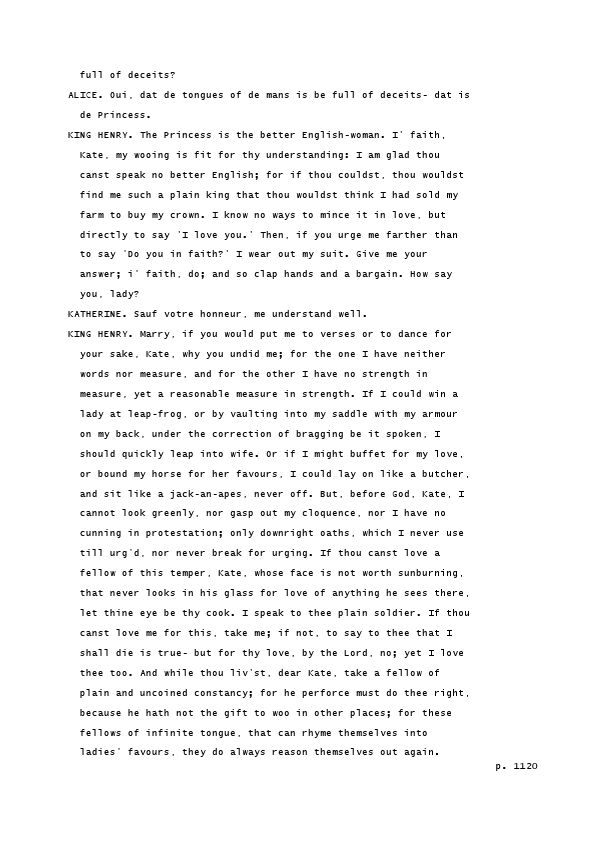 full of deceits?
ALICE. Oui, dat de tongues of de mans is be full of deceits- dat is
de Princess.
KING HENRY. The Princess is the better English-woman. I' faith,
Kate, my wooing is fit for thy understanding: I am glad thou
canst speak no better English; for if thou couldst, thou wouldst
find me such a plain king that thou wouldst think I had sold my
farm to buy my crown. I know no ways to mince it in love, but
directly to say 'I love you.' Then, if you urge me farther than
to say 'Do you in faith?' I wear out my suit. Give me your
answer; i' faith, do; and so clap hands and a bargain. How say
you, lady?
KATHERINE. Sauf votre honneur, me understand well.
KING HENRY. Marry, if you would put me to verses or to dance for
your sake, Kate, why you undid me; for the one I have neither
words nor measure, and for the other I have no strength in
measure, yet a reasonable measure in strength. If I could win a
lady at leap-frog, or by vaulting into my saddle with my armour
on my back, under the correction of bragging be it spoken, I
should quickly leap into wife. Or if I might buffet for my love,
or bound my horse for her favours, I could lay on like a butcher,
and sit like a jack-an-apes, never off. But, before God, Kate, I
cannot look greenly, nor gasp out my cloquence, nor I have no
cunning in protestation; only downright oaths, which I never use
till urg'd, nor never break for urging. If thou canst love a
fellow of this temper, Kate, whose face is not worth sunburning,
that never looks in his glass for love of anything he sees there,
let thine eye be thy cook. I speak to thee plain soldier. If thou
canst love me for this, take me; if not, to say to thee that I
shall die is true- but for thy love, by the Lord, no; yet I love
thee too. And while thou liv'st, dear Kate, take a fellow of
plain and uncoined constancy; for he perforce must do thee right,
because he hath not the gift to woo in other places; for these
fellows of infinite tongue, that can rhyme themselves into
ladies' favours, they do always reason themselves out again.
p. 1120